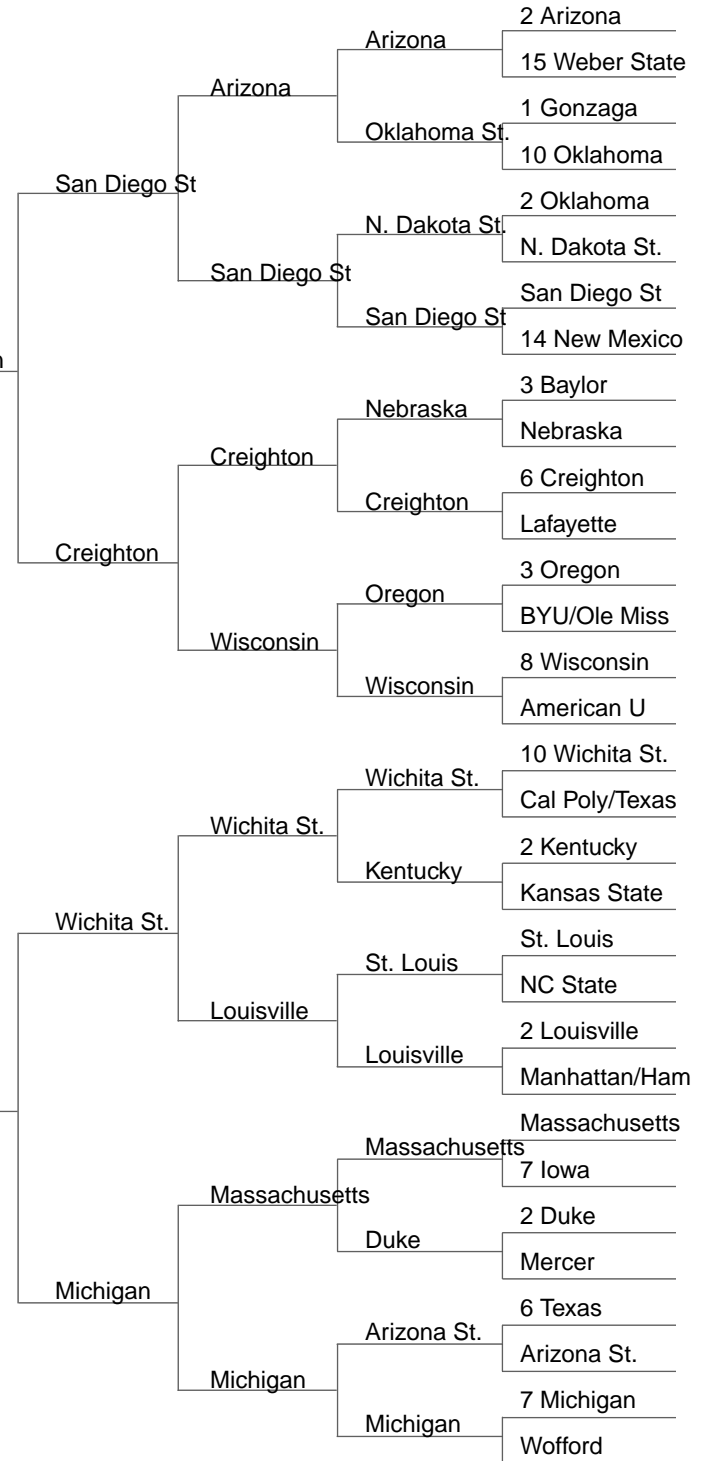 2 Arizona
Arizona
15 Weber State
Arizona
1 Gonzaga
Oklahoma St.
10 Oklahoma
San Diego St
2 Oklahoma
N. Dakota St.
N. Dakota St.
San Diego St
San Diego St
San Diego St
14 New Mexico
n
3 Baylor
Nebraska
Nebraska
Creighton
6 Creighton
Creighton
Lafayette
Creighton
3 Oregon
Oregon
BYU/Ole Miss
Wisconsin
8 Wisconsin
Wisconsin
American U
10 Wichita St.
Wichita St.
Cal Poly/Texas
Wichita St.
2 Kentucky
Kentucky
Kansas State
Wichita St.
St. Louis
St. Louis
NC State
Louisville
2 Louisville
Louisville
Manhattan/Ham
Massachusetts
Massachusetts
7 Iowa
Massachusetts
2 Duke
Duke
Mercer
Michigan
6 Texas
Arizona St.
Arizona St.
Michigan
7 Michigan
Michigan
Wofford